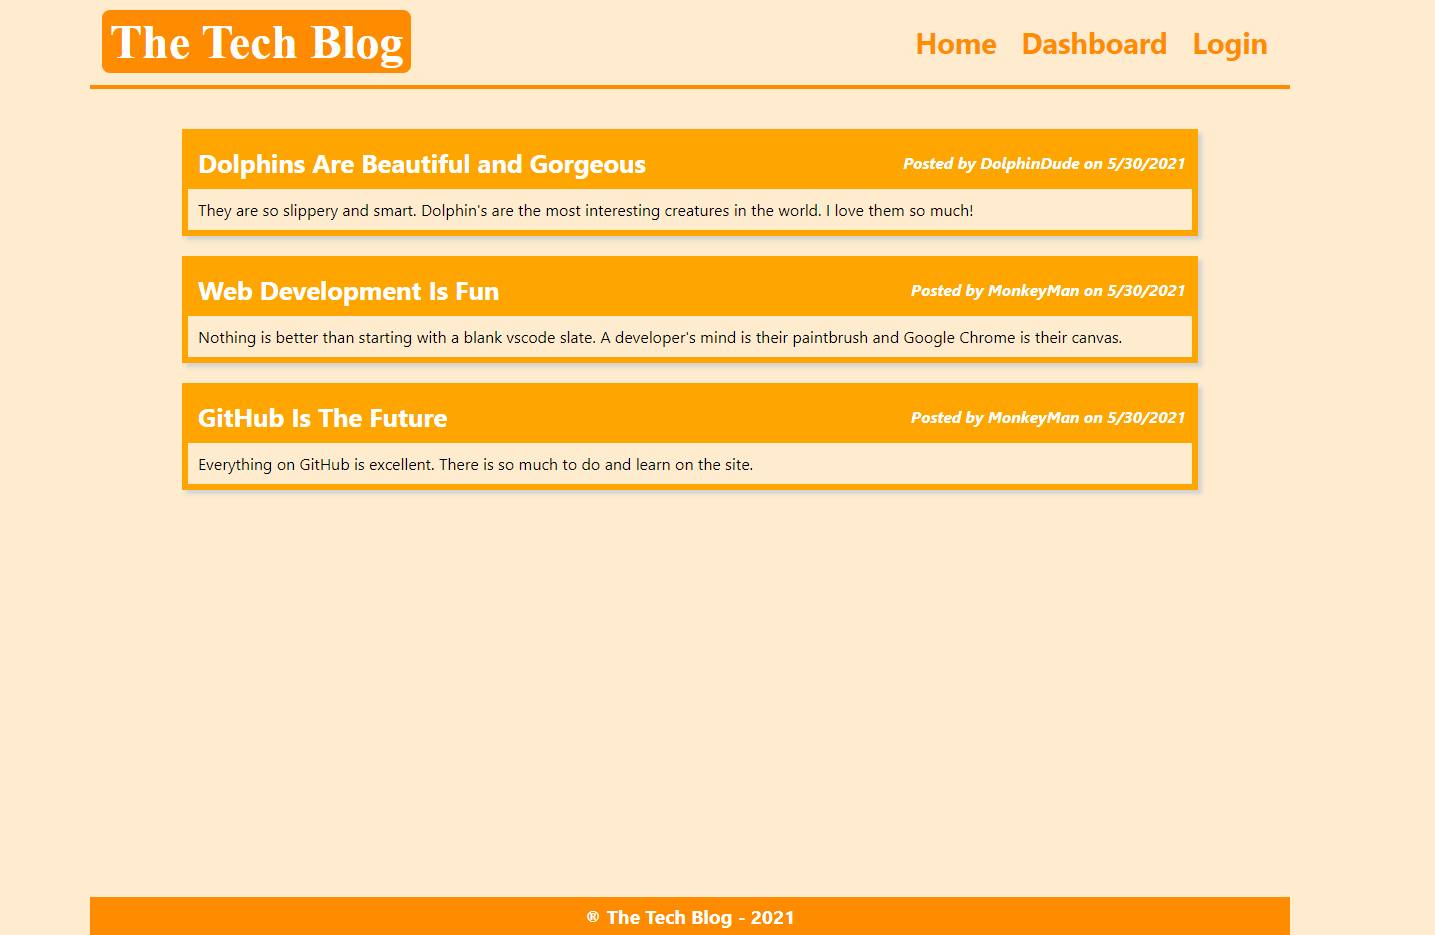 The Tech Blog
Home Dashboard Login
Dolphins Are Beautiful and Gorgeous
Posted by DolphinDude on 5/30/2021
They are so slippery and smart. Dolphin's are the most interesting creatures in the world. I love them so much!
Web Development Is Fun
Posted by MonkeyMan on 5/30/2021
Nothing is better than starting with a blank vscode slate. A developer's mind is their paintbrush and Google Chrome is their canvas.
GitHub Is The Future
Posted by MonkeyMan on 5/30/2021
Everything on GitHub is excellent. There is so much to do and learn on the site.
® The Tech Blog - 2021